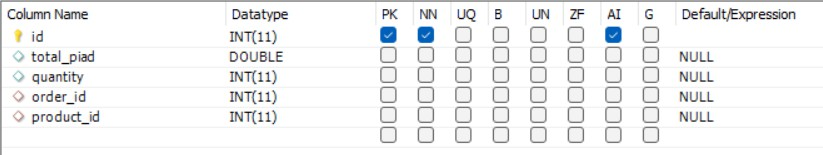 Column Name Datatype PK NN UQ B UN ZF AI G Default/Expression
id INT(11)
total_piad DOUBLE NULL
quantity INT(11) NULL
order_id INT(11) NULL
product_id INT(11) NULL